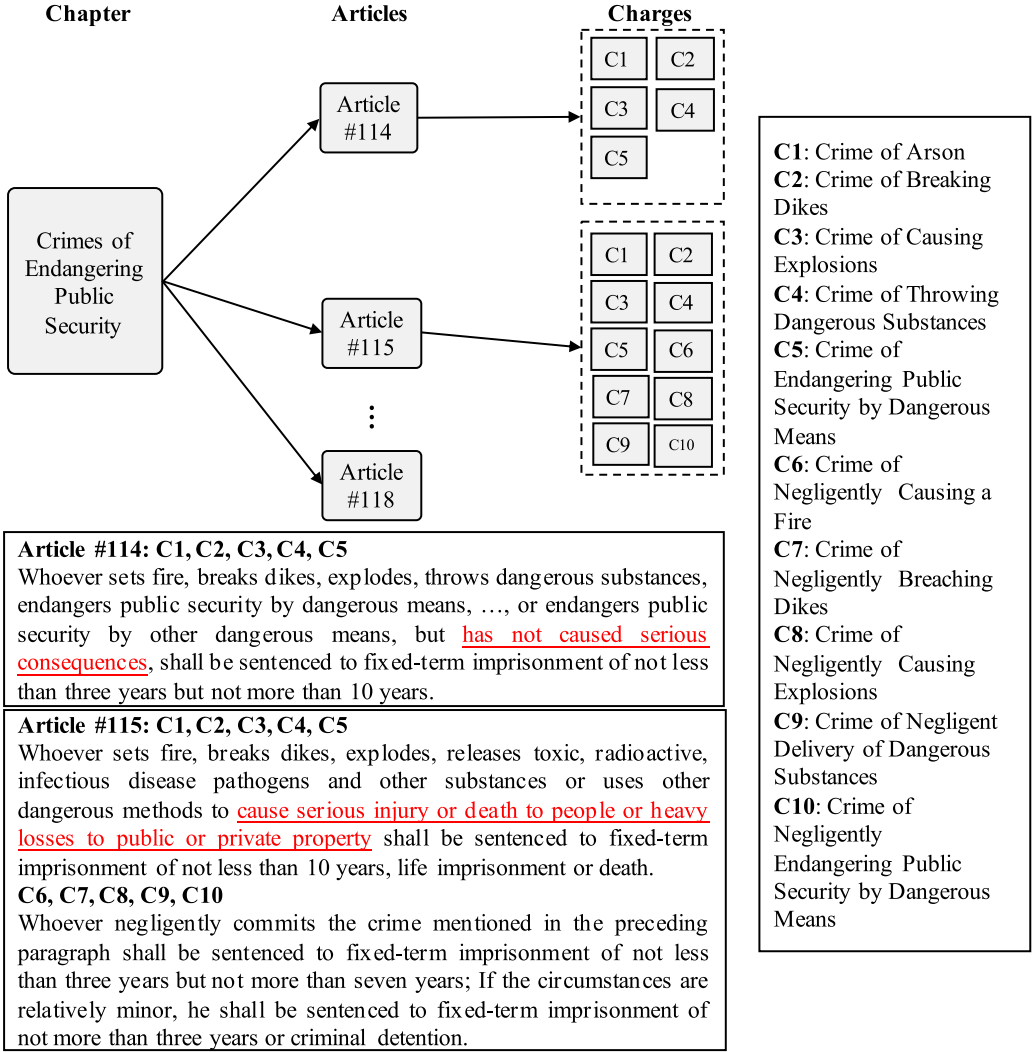 Chapter
Articles
Charges
Crimes of
Endangering
Public
Security
Article
#114
Article
#115
⋮
Article
#118
C1 C2
C3 C4
C5
C1 C2
C3 C4
C5 C6
C7 C8
C9 C10
C1: Crime of Arson
C2: Crime of Breaking
Dikes
C3: Crime of Causing
Explosions
C4: Crime of Throwing
Dangerous Substances
C5: Crime of
Endangering Public
Security by Dangerous
Means
C6: Crime of
Negligently Causing a
Fire
C7: Crime of
Negligently Breaching
Dikes
C8: Crime of
Negligently Causing
Explosions
C9: Crime of Negligent
Delivery of Dangerous
Substances
C10: Crime of
Negligently
Endangering Public
Security by Dangerous
Means
Article #114: C1, C2, C3, C4, C5
Whoever sets fire, breaks dikes, explodes, throws dangerous substances,
endangers public security by dangerous means, …, or endangers public
security by other dangerous means, but has not caused serious
consequences, shall be sentenced to fixed-term imprisonment of not less
than three years but not more than 10 years.
Article #115: C1, C2, C3, C4, C5
Whoever sets fire, breaks dikes, explodes, releases toxic, radioactive,
infectious disease pathogens and other substances or uses other
dangerous methods to cause serious injury or death to people or heavy
losses to public or private property shall be sentenced to fixed-term
imprisonment of not less than 10 years, life imprisonment or death.
C6, C7, C8, C9, C10
Whoever negligently commits the crime mentioned in the preceding
paragraph shall be sentenced to fixed-term imprisonment of not less
than three years but not more than seven years; If the circumstances are
relatively minor, he shall be sentenced to fixed-term imprisonment of
not more than three years or criminal detention.